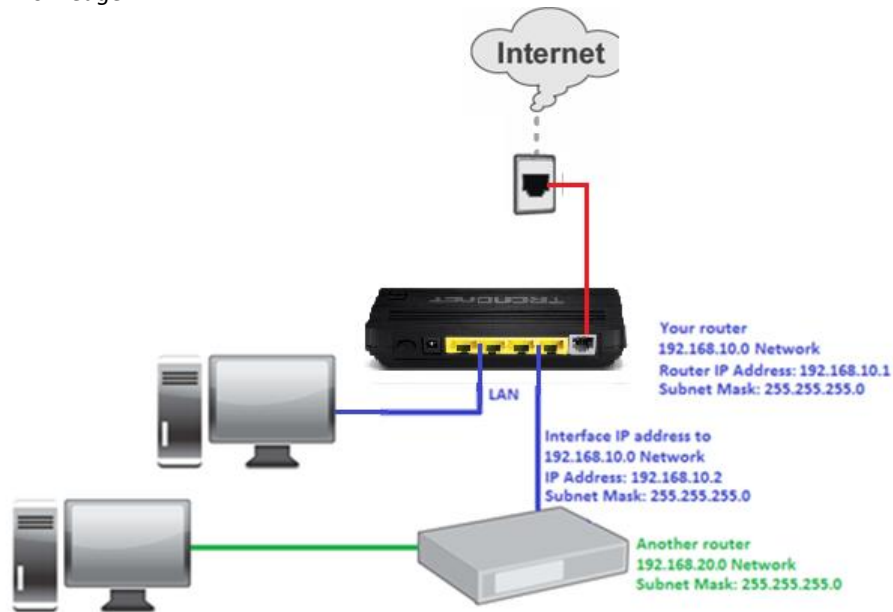 Internet
TRENDnet
Your router
192.168.10.0 Network
Router IP Address: 192.168.10.1
Subnet Mask: 255.255.255.0
LAN
Interface IP address to
192.168.10.0 Network
IP Address: 192.168.10.2
Subnet Mask: 255.255.255.0
Another router
192.168.20.0 Network
Subnet Mask: 255.255.255.0